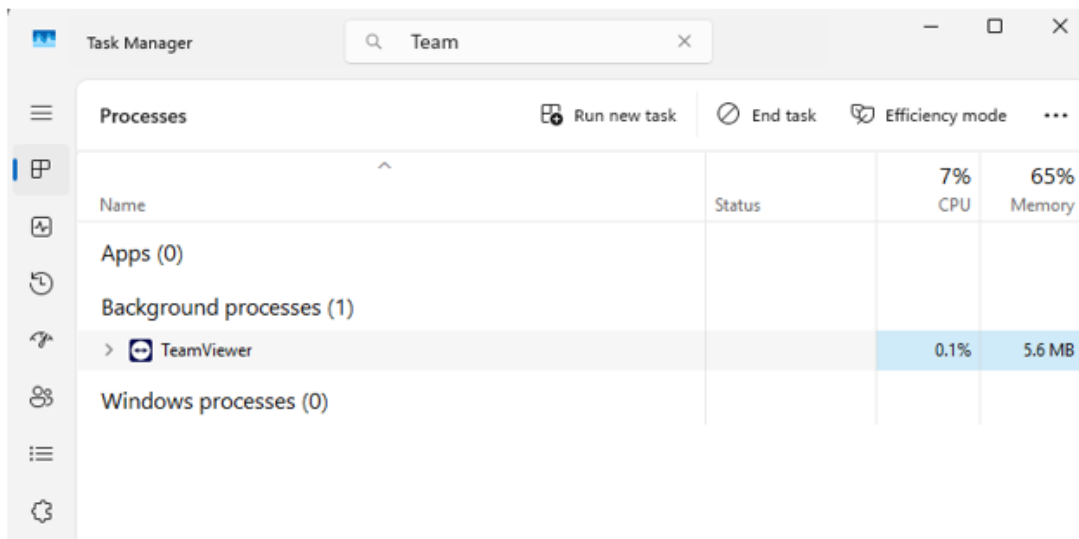 Task Manager
Team
Processes
Run new task
End task
Efficiency mode
Name
Status
7%
CPU
65%
Memory
Apps (0)
Background processes (1)
TeamViewer
0.1%
5.6 MB
Windows processes (0)